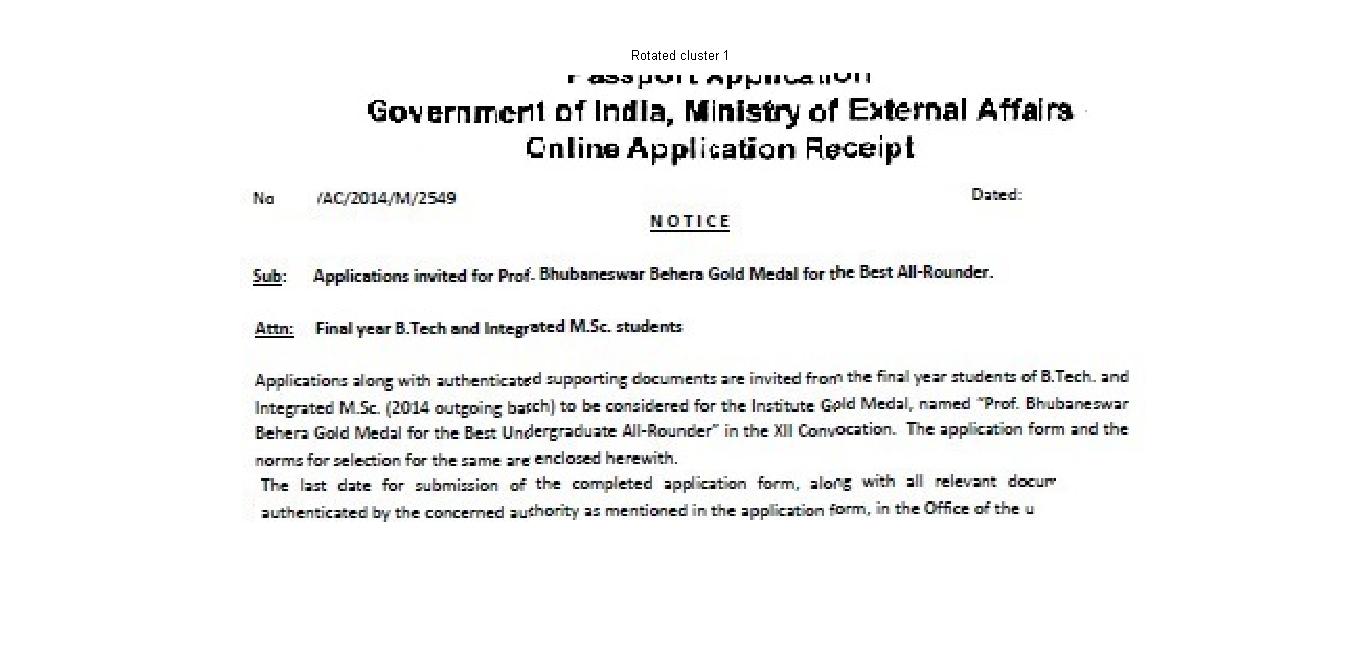 Rotated cluster 1
Passport Application
Government of India, Ministry of External Affairs
Online Application Receipt
No /AC/2014/M/2549 Dated:
NOTICE
Sub: Applications invited for Prof. Bhubaneswar Behera Gold Medal for the Best All-Rounder.
Attn: Final year B.Tech and Integrated M.Sc. students
Applications along with authenticated supporting documents are invited from the final year students of B.Tech. and
Integrated M.Sc. (2014 outgoing batch) to be considered for the Institute Gold Medal, named "Prof. Bhubaneswar
Behera Gold Medal for the Best Undergraduate All-Rounder" in the XII Convocation. The application form and the
norms for selection for the same are enclosed herewith.
The last date for submission of the completed application form, along with all relevant docum
authenticated by the concerned authority as mentioned in the application form, in the Office of the